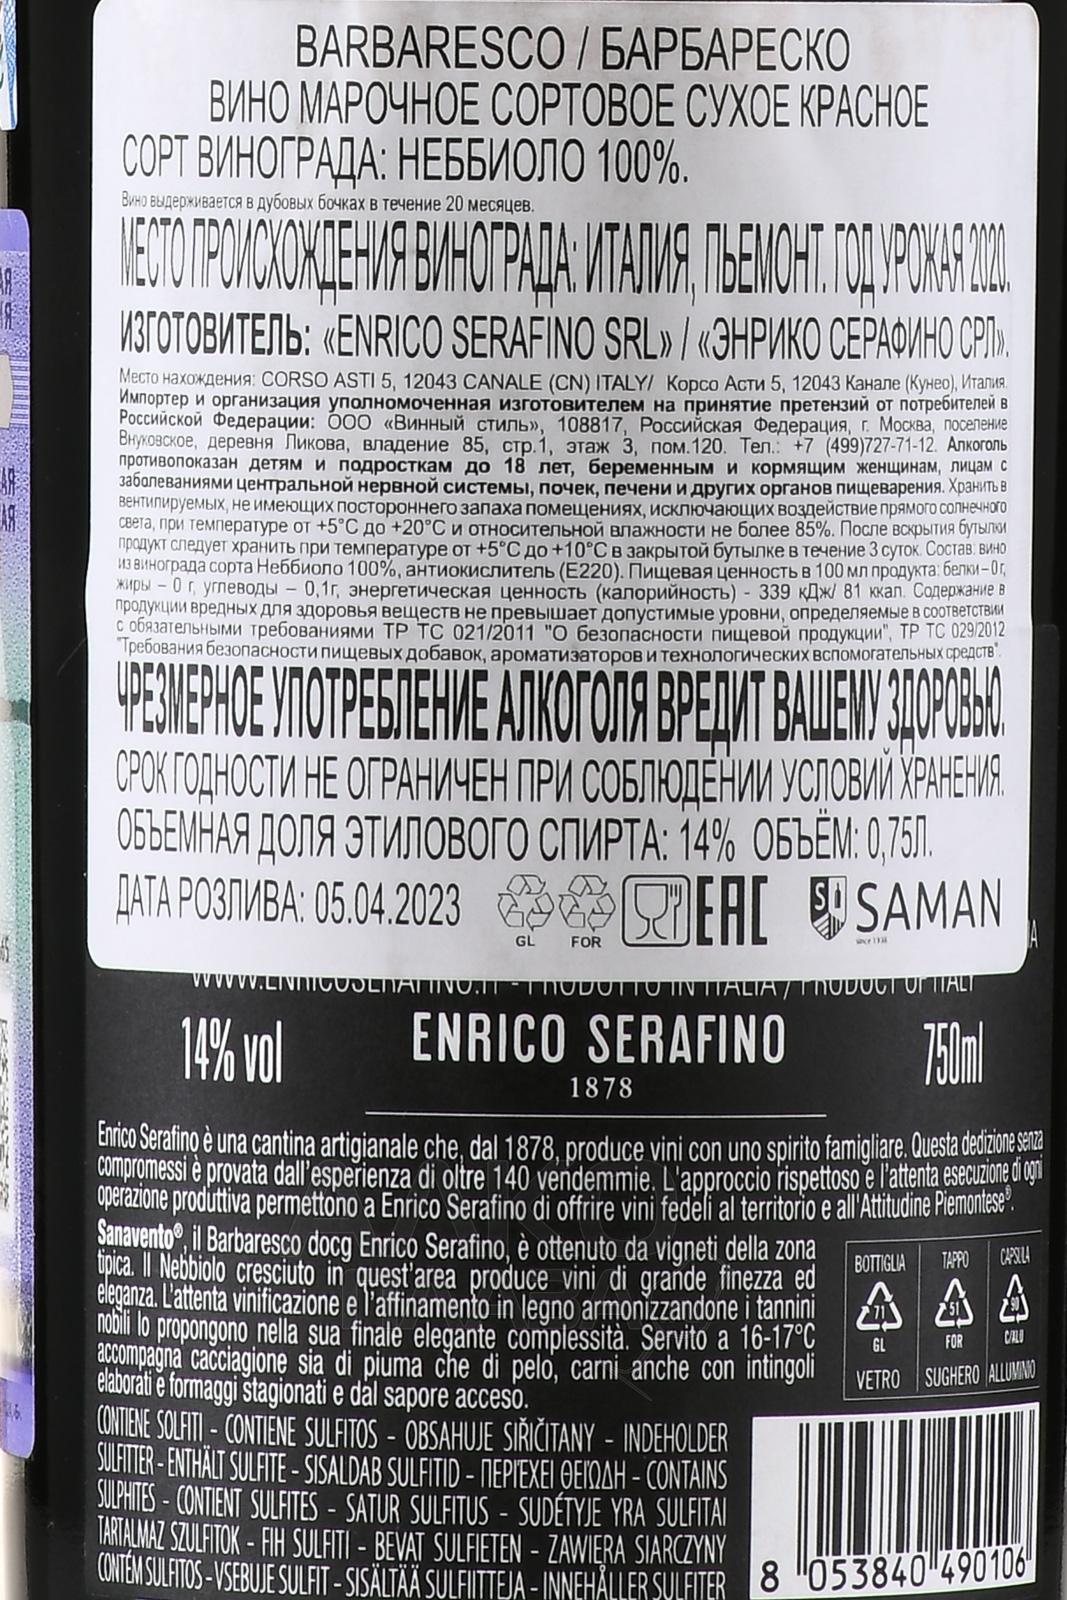 BARBARESCO / БАРБАРЕСКО
ВИНО МАРОЧНОЕ СОРТОВОЕ СУХОЕ КРАСНОЕ
СОРТ ВИНОГРАДА: НЕББИОЛО 100%.
Вино выдерживается в дубовых бочках в течение 20 месяцев.
МЕСТО ПРОИСХОЖДЕНИЯ ВИНОГРАДА: ИТАЛИЯ, ПЬЕМОНТ. ГОД УРОЖАЯ 2020.
ИЗГОТОВИТЕЛЬ: «ENRICO SERAFINO SRL» / «ЭНРИКО СЕРАФИНО СРЛ».
Место нахождения: CORSO ASTI 5, 12043 CANALE (CN) ITALY/ Корсо Асти 5, 12043 Канале (Кунео), Италия.
Импортер и организация уполномоченная изготовителем на принятие претензий от потребителей в
Российской Федерации: ООО «Винный стиль», 108817, Российская Федерация, г. Москва, поселение
Внуковское, деревня Ликова, владение 85, стр.1, этаж 3, пом.120. Тел.: +7 (499)727-71-12. Алкоголь
противопоказан детям и подросткам до 18 лет, беременным и кормящим женщинам, лицам с
заболеваниями центральной нервной системы, почек, печени и других органов пищеварения. Хранить в
вентилируемых, не имеющих постороннего запаха помещениях, исключающих воздействие прямого солнечного
света, при температуре от +5°С до +20°С и относительной влажности не более 85%. После вскрытия бутылки
продукт следует хранить при температуре от +5°С до +10°С в закрытой бутылке в течение 3 суток. Состав: вино
из винограда сорта Неббиоло 100%, антиокислитель (Е220). Пищевая ценность в 100 мл продукта: белки – 0 г,
жиры – 0 г, углеводы – 0,1г, энергетическая ценность (калорийность) - 339 кДж/ 81 ккал. Содержание в
продукции вредных для здоровья веществ не превышает допустимые уровни, определяемые в соответствии
с обязательными требованиями ТР ТС 021/2011 "О безопасности пищевой продукции", ТР ТС 029/2012
"Требования безопасности пищевых добавок, ароматизаторов и технологических вспомогательных средств".
ЧРЕЗМЕРНОЕ УПОТРЕБЛЕНИЕ АЛКОГОЛЯ ВРЕДИТ ВАШЕМУ ЗДОРОВЬЮ.
СРОК ГОДНОСТИ НЕ ОГРАНИЧЕН ПРИ СОБЛЮДЕНИИ УСЛОВИЙ ХРАНЕНИЯ.
ОБЪЕМНАЯ ДОЛЯ ЭТИЛОВОГО СПИРТА: 14% ОБЪЁМ: 0,75Л.
ДАТА РОЗЛИВА: 05.04.2023 GL FOR EAC SAMAN
WWW.ENRICOSERAFINO.IT - PRODOTTO IN ITALIA / PRODUCT OF ITALY
14% vol ENRICO SERAFINO 750ml
1878
Enrico Serafino è una cantina artigianale che, dal 1878, produce vini con uno spirito famigliare. Questa dedizione senza
compromessi è provata dall'esperienza di oltre 140 vendemmie. L'approccio rispettoso e l'attenta esecuzione di ogni
operazione produttiva permettono a Enrico Serafino di offrire vini fedeli al territorio e all'Attitudine Piemontese®.
Sanavento®, il Barbaresco docg Enrico Serafino, è ottenuto da vigneti della zona
tipica. Il Nebbiolo cresciuto in quest'area produce vini di grande finezza ed
eleganza. L'attenta vinificazione e l'affinamento in legno armonizzandone i tannini
nobili lo propongono nella sua finale elegante complessità. Servito a 16-17°C
accompagna cacciagione sia di piuma che di pelo, carni anche con intingoli
elaborati e formaggi stagionati e dal sapore acceso.
BOTTIGLIA TAPPO CAPSULA
71 51 90
GL FOR C/ALU
VETRO SUGHERO ALLUMINIO
CONTIENE SOLFITI - CONTIENE SULFITOS - OBSAHUJE SIŘIČITANY - INDEHOLDER
SULFITTER - ENTHÄLT SULFITE - SISALDAB SULFITID - ΠΕΡΙΈΧΕΙ ΘΕΙΏΔΗ - CONTAINS
SULPHITES - CONTIENT SULFITES - SATUR SULFITUS - SUDĖTYJE YRA SULFITAI
TARTALMAZ SZULFITOK - FIH SULFITI - BEVAT SULFIETEN - ZAWIERA SIARCZYNY
CONTÉM SULFITOS - VSEBUJE SULFIT - SISÄLTÄÄ SULFIITTEJA - INNEHÅLLER SULFITER
8 053840 490106